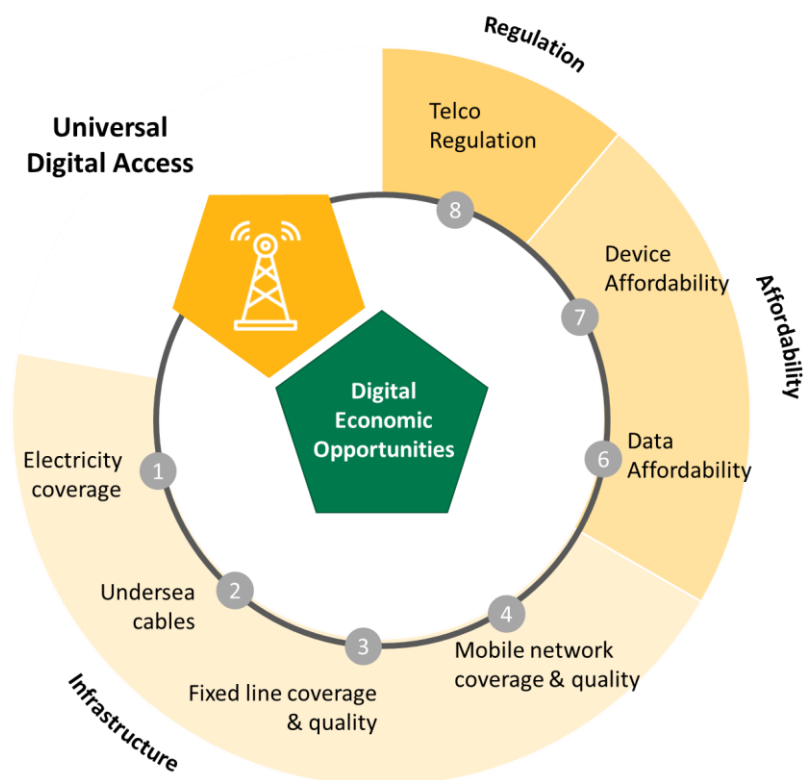 Regulation
Universal
Digital Access
Telco
Regulation
8
Device
Affordability
7
Affordability
Digital
Economic
Opportunities
Data
Affordability
6
Electricity
coverage
1
Undersea
cables
2
3
4
Fixed line coverage
& quality
Mobile network
coverage & quality
Infrastructure